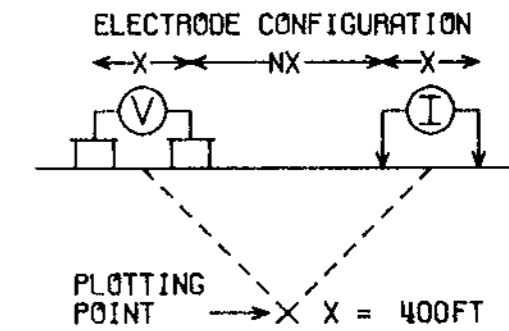 ELECTRODE CONFIGURATION
X NX X
V I
PLOTTING
POINT X X = 400FT